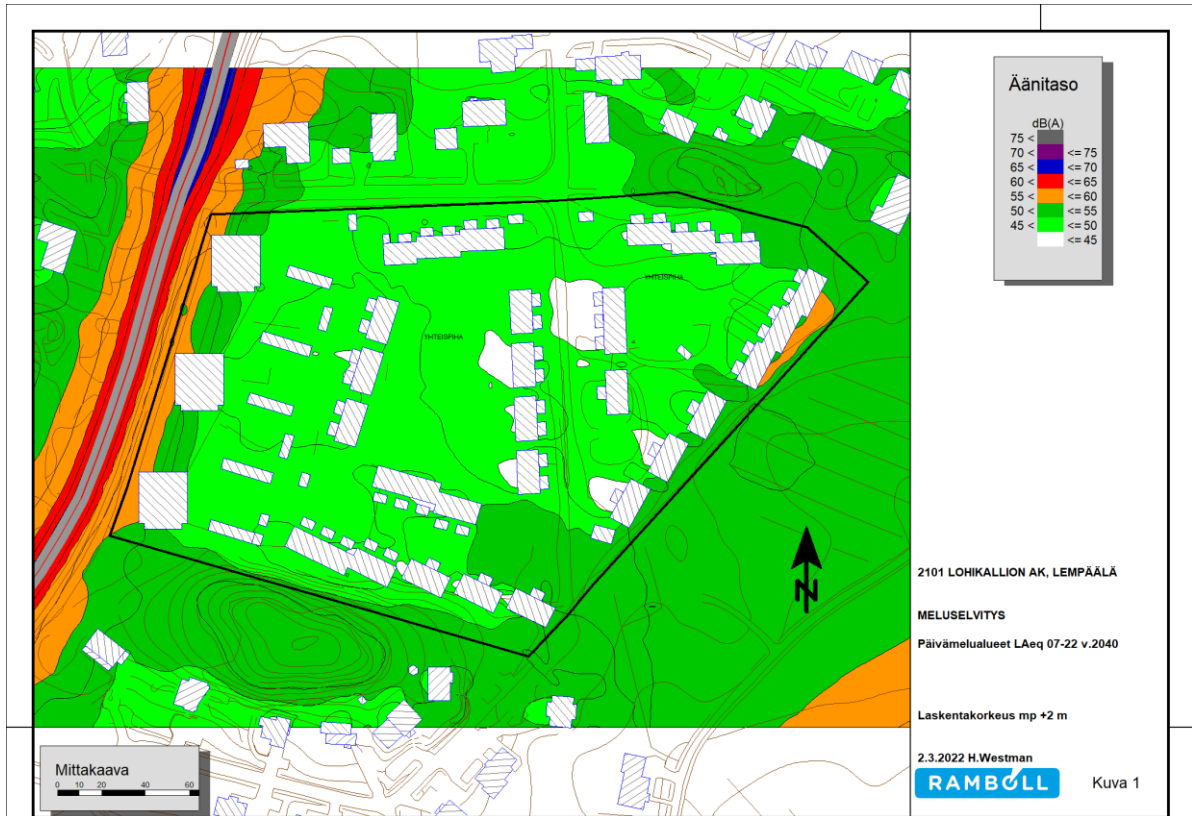 Äänitaso
dB(A)
75 <
70 < <= 75
65 < <= 70
60 < <= 65
55 < <= 60
50 < <= 55
45 < <= 50
<= 45
YHTEISPIHA
YHTEISPIHA
N
2101 LOHIKALLION AK, LEMPÄÄLÄ
MELUSELVITYS
Päivämelualueet LAeq 07-22 v.2040
Laskentakorkeus mp +2 m
2.3.2022 H.Westman
RAMBOLL
Kuva 1
Mittakaava
0 10 20 40 60